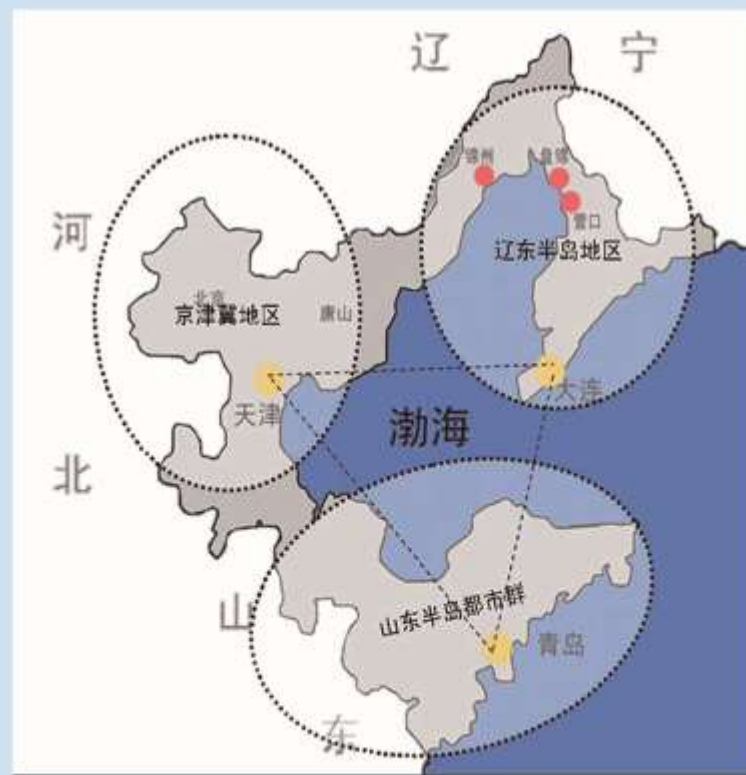 辽宁
锦州
盘锦
营口
辽东半岛地区
河北
北京
京津冀地区
唐山
天津
大连
渤海
山东半岛都市群
青岛
山东